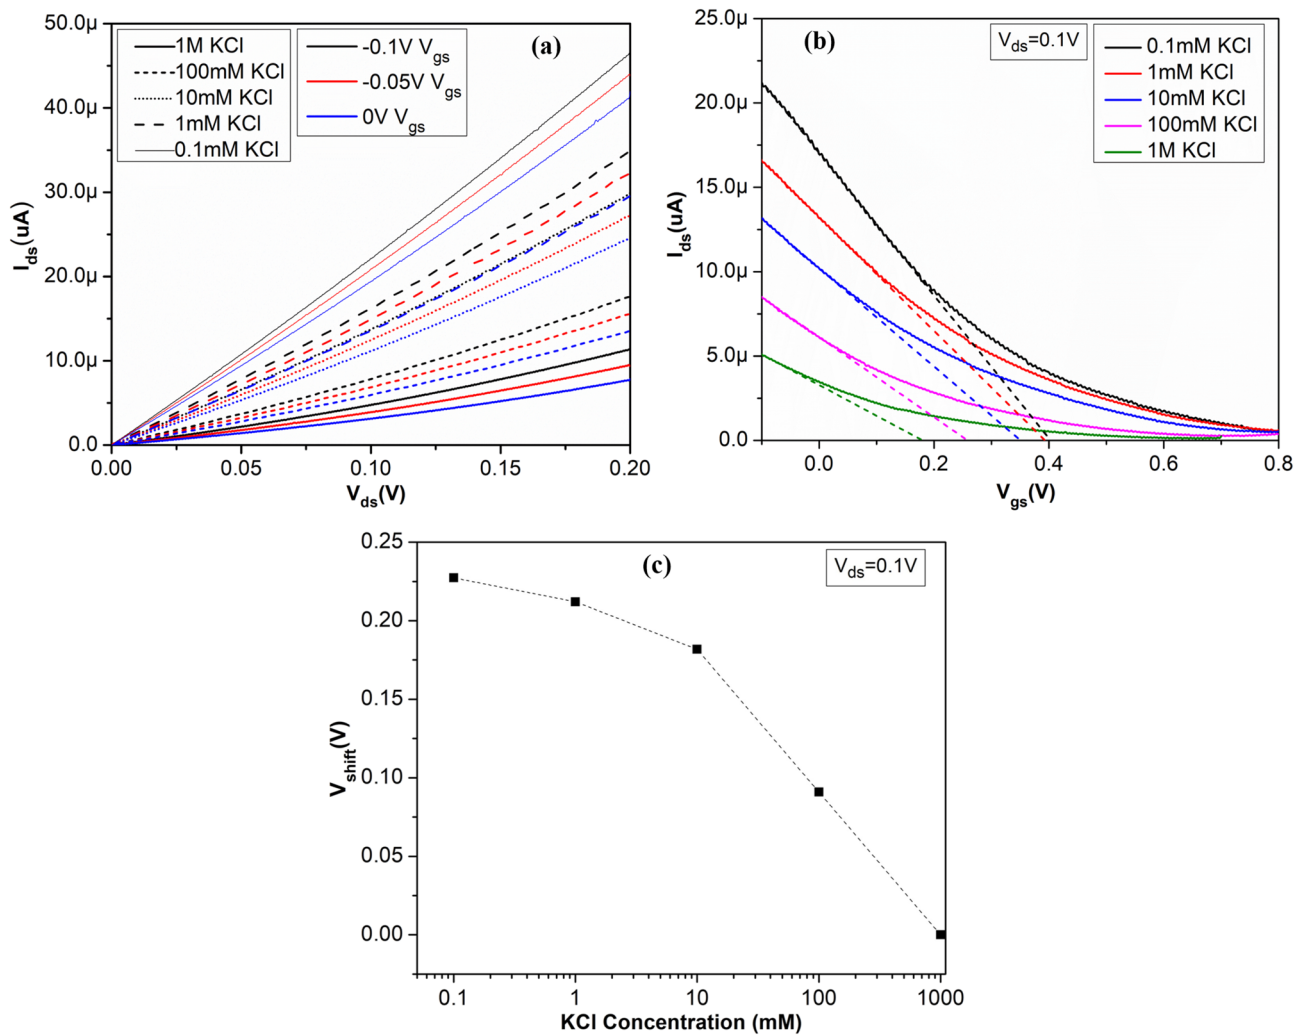 (a)
1M KCl
100mM KCl
10mM KCl
1mM KCl
0.1mM KCl
-0.1V Vgs
-0.05V Vgs
0V Vgs
50.0µ
40.0µ
30.0µ
20.0µ
10.0µ
0.0
Ids(uA)
0.00 0.05 0.10 0.15 0.20
Vds(V)
(b)
Vds=0.1V
0.1mM KCl
1mM KCl
10mM KCl
100mM KCl
1M KCl
25.0µ
20.0µ
15.0µ
10.0µ
5.0µ
0.0
Ids(uA)
0.0 0.2 0.4 0.6 0.8
Vgs(V)
(c)
Vds=0.1V
0.25
0.20
0.15
0.10
0.05
0.00
Vshift(V)
0.1 1 10 100 1000
KCl Concentration (mM)